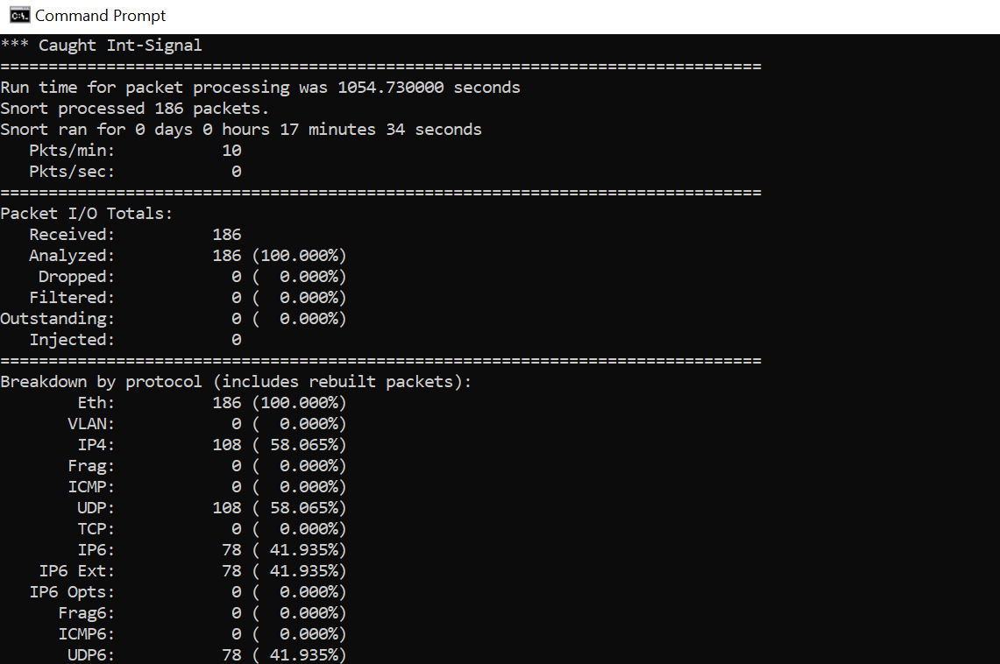 Command Prompt
*** Caught Int-Signal
===============================================================================
Run time for packet processing was 1054.730000 seconds
Snort processed 186 packets.
Snort ran for 0 days 0 hours 17 minutes 34 seconds
   Pkts/min:           10
   Pkts/sec:            0
===============================================================================
Packet I/O Totals:
   Received:          186
   Analyzed:          186 (100.000%)
    Dropped:            0 (  0.000%)
   Filtered:            0 (  0.000%)
Outstanding:            0 (  0.000%)
   Injected:            0
===============================================================================
Breakdown by protocol (includes rebuilt packets):
        Eth:          186 (100.000%)
       VLAN:            0 (  0.000%)
        IP4:          108 ( 58.065%)
       Frag:            0 (  0.000%)
       ICMP:            0 (  0.000%)
        UDP:          108 ( 58.065%)
        TCP:            0 (  0.000%)
        IP6:           78 ( 41.935%)
    IP6 Ext:           78 ( 41.935%)
   IP6 Opts:            0 (  0.000%)
      Frag6:            0 (  0.000%)
      ICMP6:            0 (  0.000%)
       UDP6:           78 ( 41.935%)